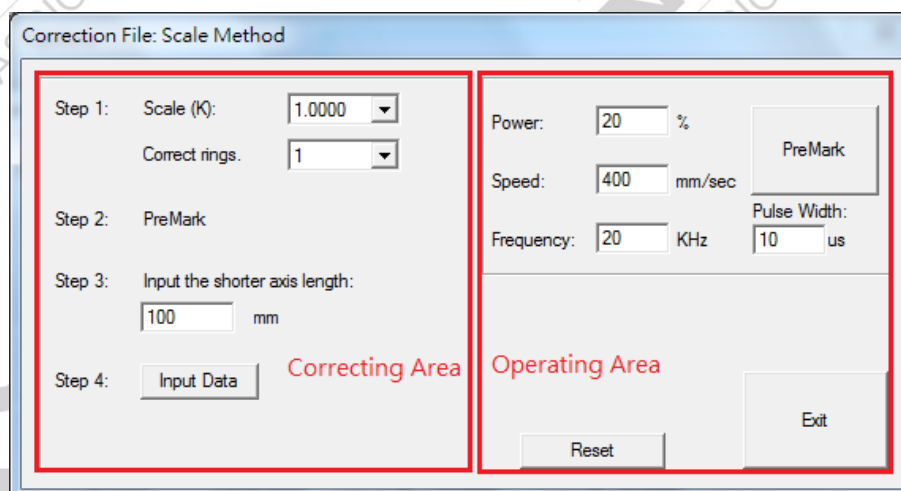 Correction File: Scale Method
Step 1: Scale (K): 1.0000
Correct rings. 1
Step 2: PreMark
Step 3: Input the shorter axis length:
100 mm
Step 4: Input Data
Correcting Area
Power: 20 %
PreMark
Speed: 400 mm/sec
Pulse Width:
Frequency: 20 KHz 10 us
Operating Area
Exit
Reset